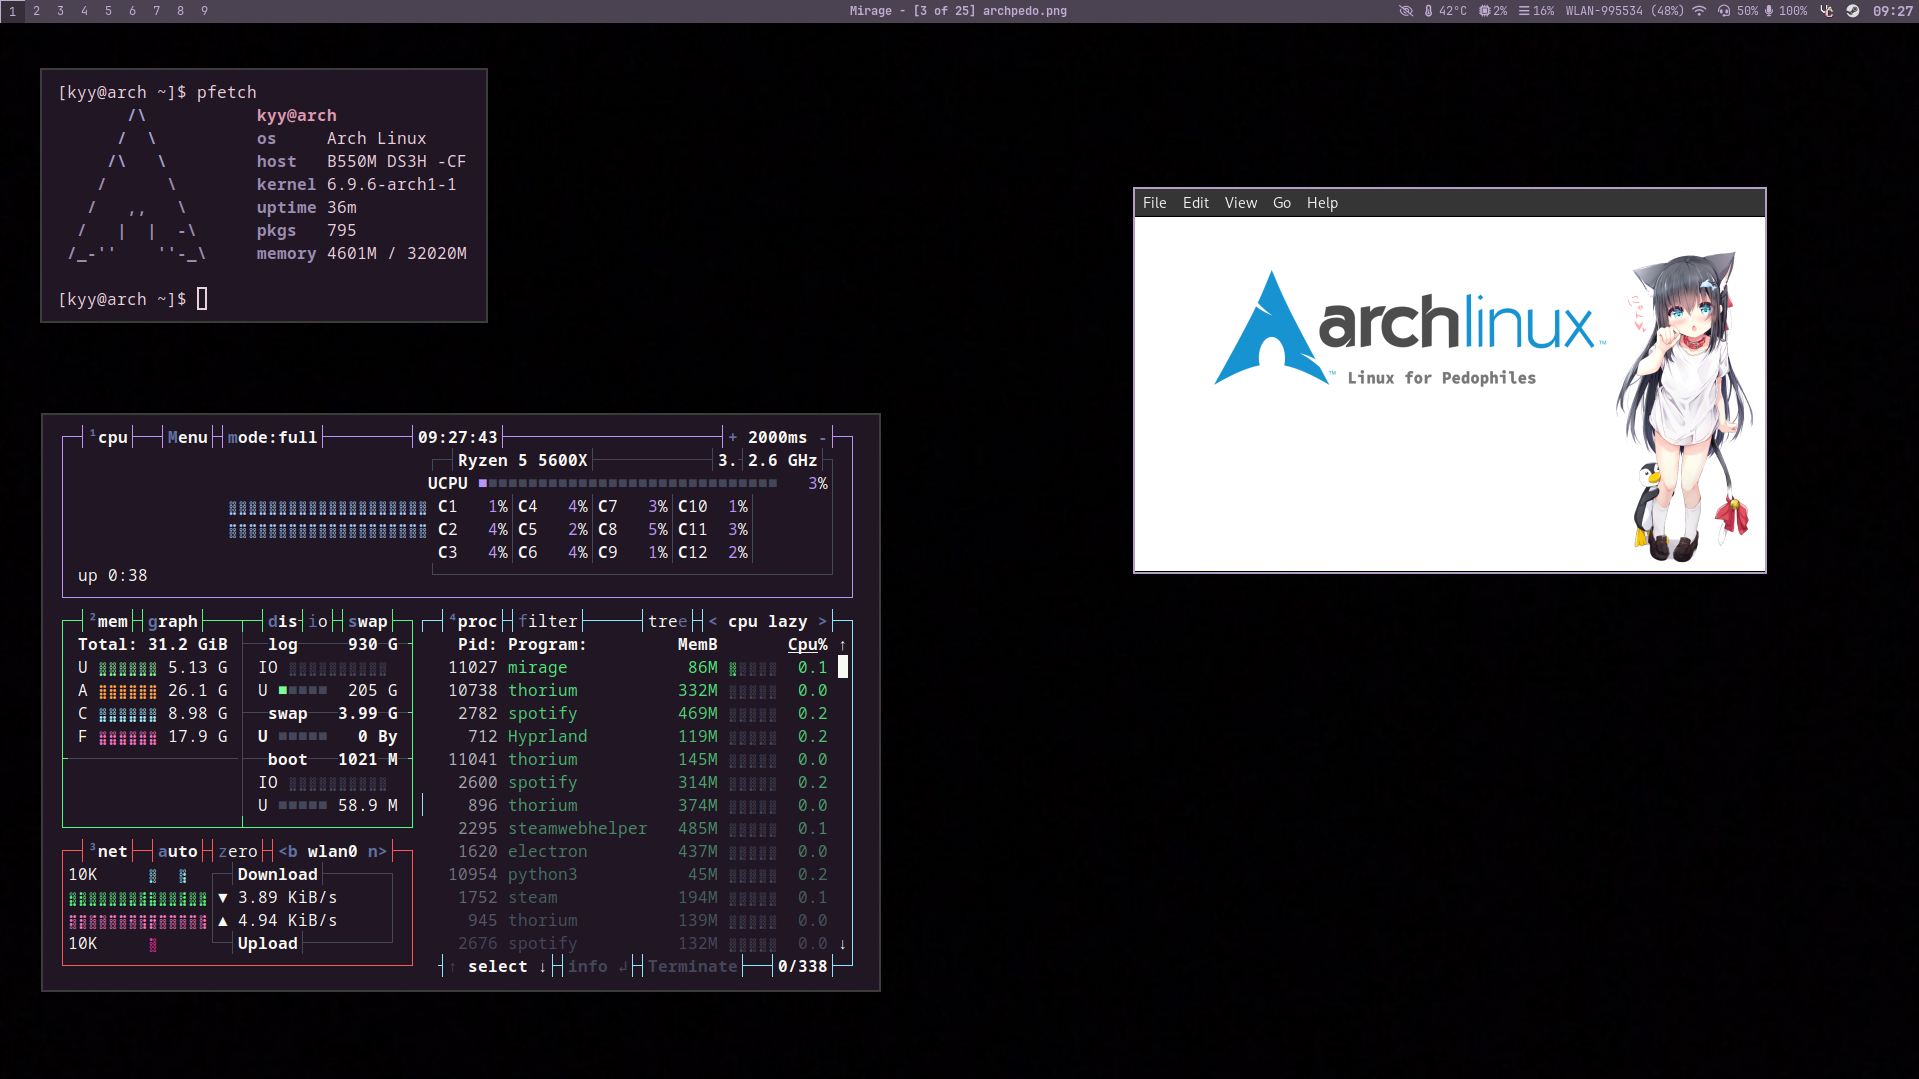 1 2 3 4 5 6 7 8 9
Mirage - [3 of 25] archpedo.png
42°C 2% 16% WLAN-995534 (48%) 50% 100% 09:27
[kyy@arch ~]$ pfetch
kyy@arch
os Arch Linux
host B550M DS3H -CF
kernel 6.9.6-arch1-1
uptime 36m
pkgs 795
memory 4601M / 32020M
[kyy@arch ~]$
File Edit View Go Help
archlinux™
™ Linux for Pedophiles
¹cpu Menu mode:full 09:27:43 + 2000ms -
Ryzen 5 5600X 3. 2.6 GHz
UCPU 3%
C1 1% C4 4% C7 3% C10 1%
C2 4% C5 2% C8 5% C11 3%
C3 4% C6 4% C9 1% C12 2%
up 0:38
²mem graph dis io swap
Total: 31.2 GiB log 930 G
U 5.13 G IO
A 26.1 G U 205 G
C 8.98 G swap 3.99 G
F 17.9 G U 0 By
boot 1021 M
IO
U 58.9 M
³net auto zero <b wlan0 n>
10K Download
▼ 3.89 KiB/s
▲ 4.94 KiB/s
10K Upload
⁴proc filter tree < cpu lazy >
Pid: Program: MemB Cpu% ↑
11027 mirage 86M 0.1
10738 thorium 332M 0.0
2782 spotify 469M 0.2
712 Hyprland 119M 0.2
11041 thorium 145M 0.0
2600 spotify 314M 0.2
896 thorium 374M 0.0
2295 steamwebhelper 485M 0.1
1620 electron 437M 0.0
10954 python3 45M 0.2
1752 steam 194M 0.1
945 thorium 139M 0.0
2676 spotify 132M 0.0 ↓
↑ select ↓ info ↲ Terminate 0/338